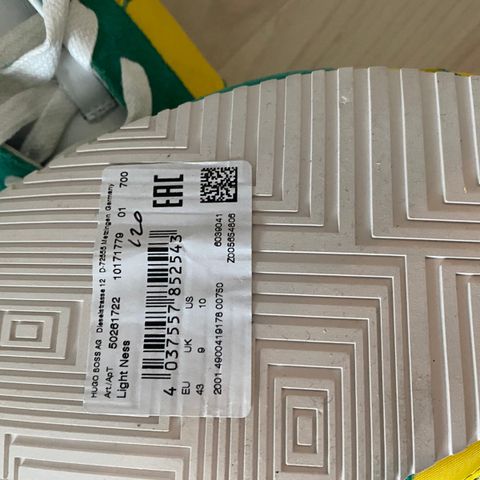 HUGO BOSS AG Dieselstrasse 12 D-72555 Metzingen Germany
Art./ApT 50261722 10171779 01 700
Light Ness
120
EAC
4 037557 852543
EU UK US
43 9 10
2001 4900419178 00750
6039041
Z005654606